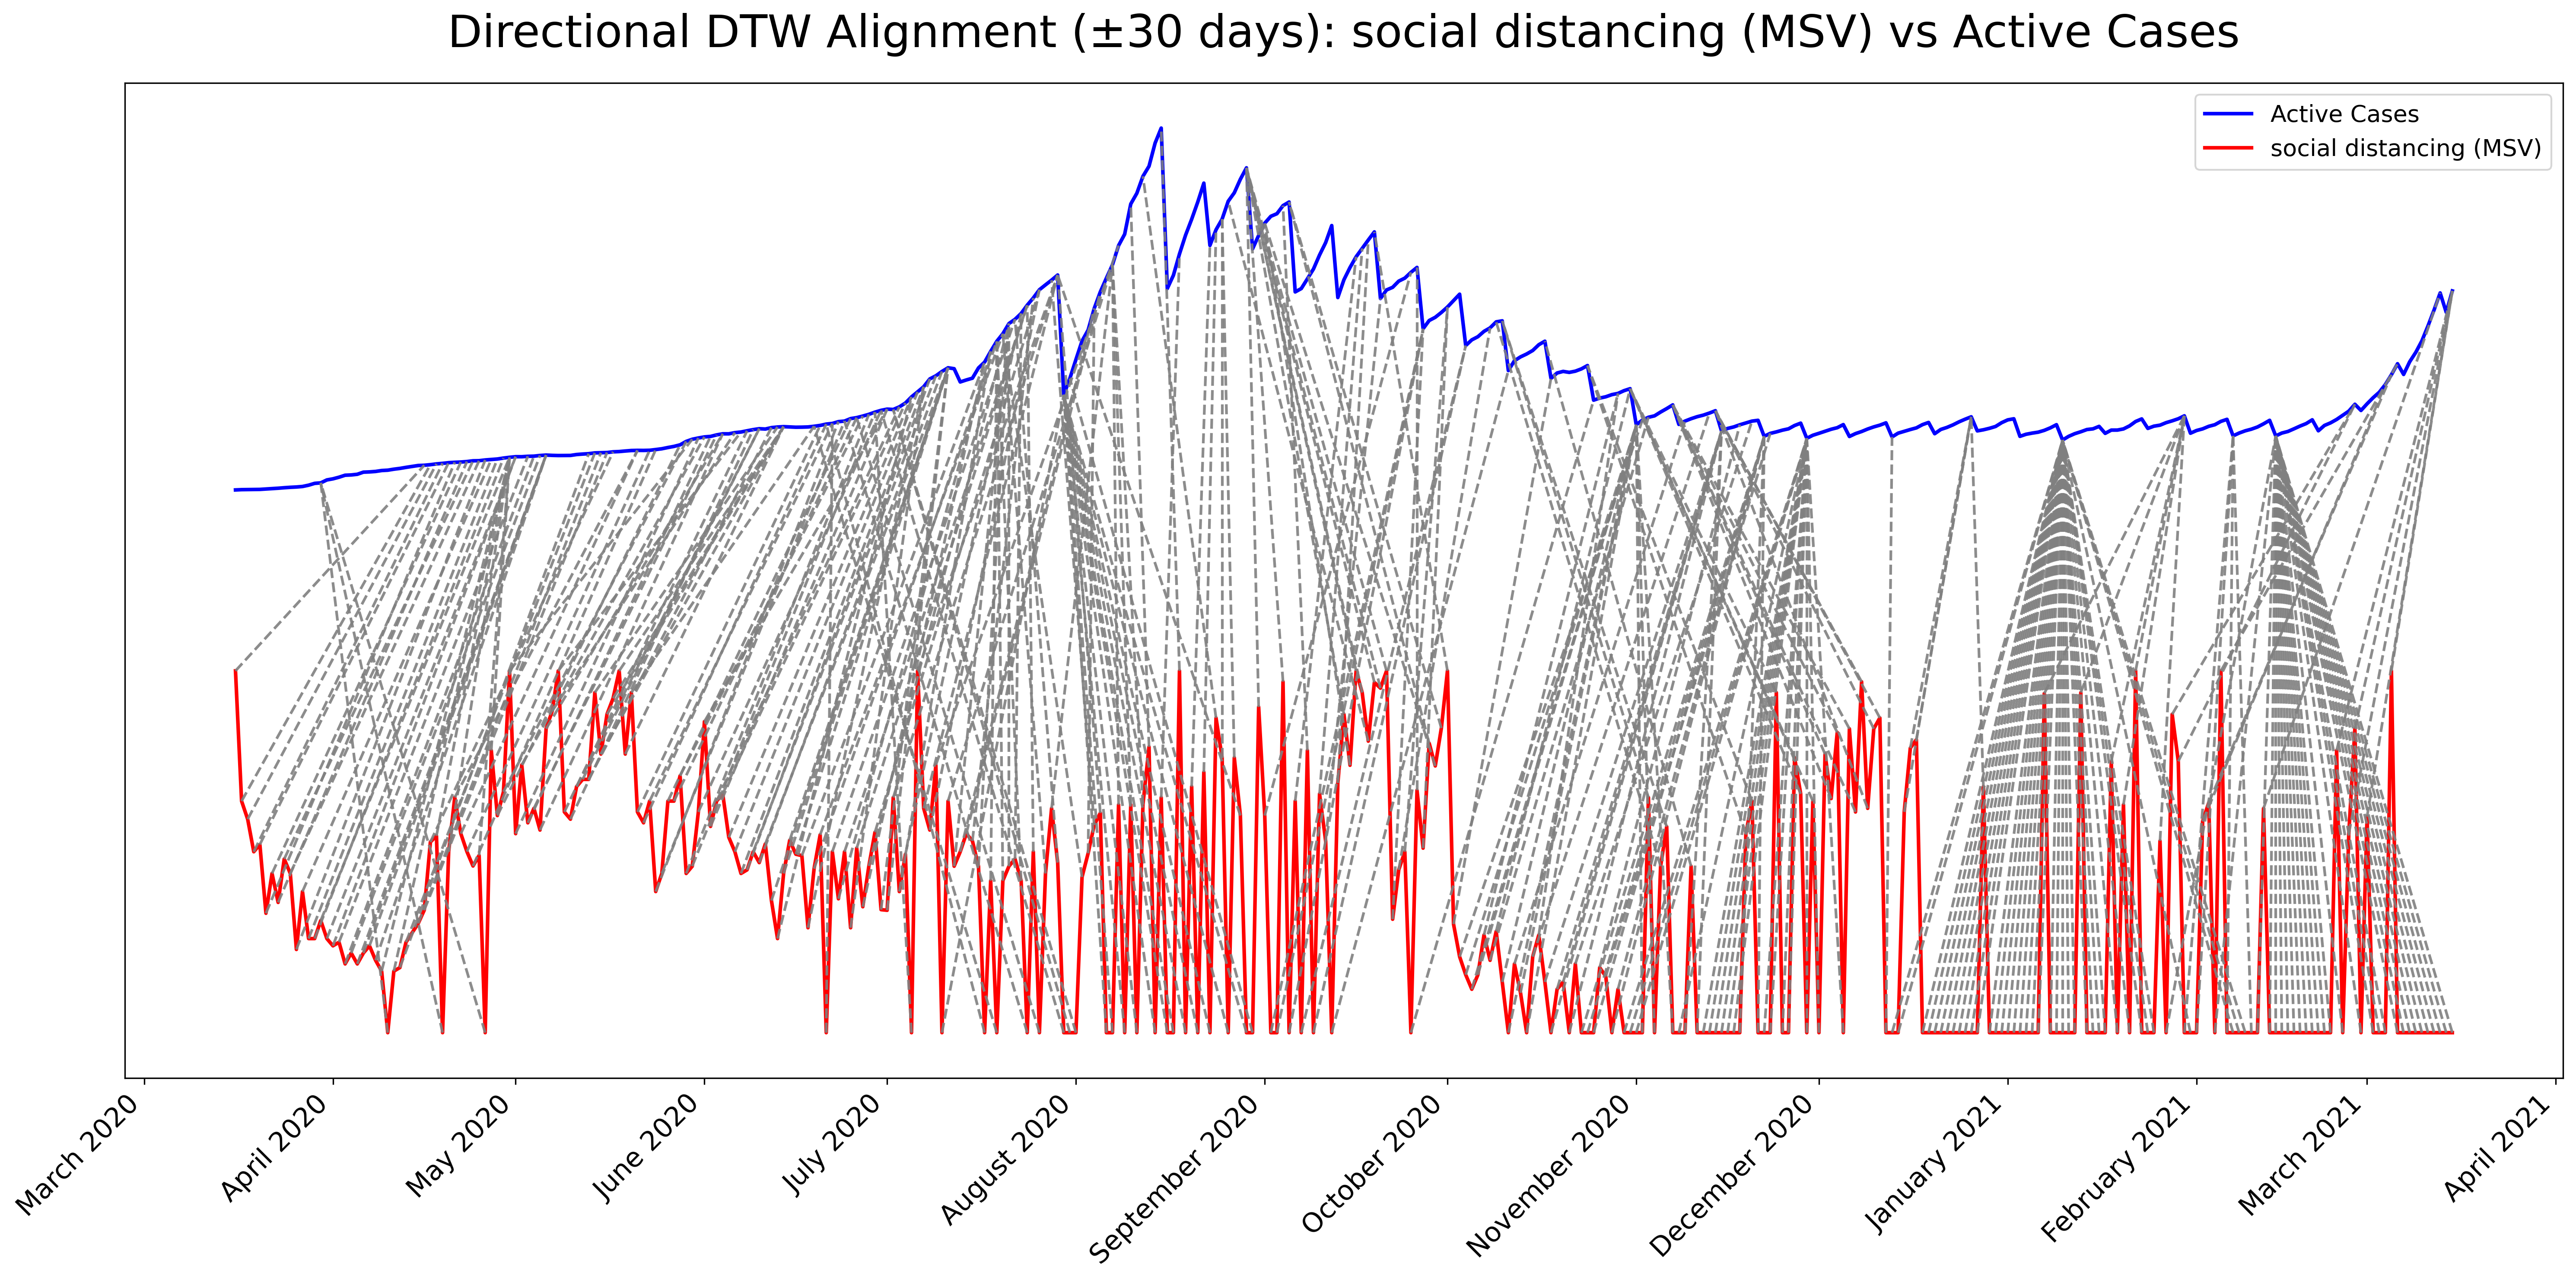 Directional DTW Alignment (±30 days): social distancing (MSV) vs Active Cases
Active Cases
social distancing (MSV)
March 2020
April 2020
May 2020
June 2020
July 2020
August 2020
September 2020
October 2020
November 2020
December 2020
January 2021
February 2021
March 2021
April 2021